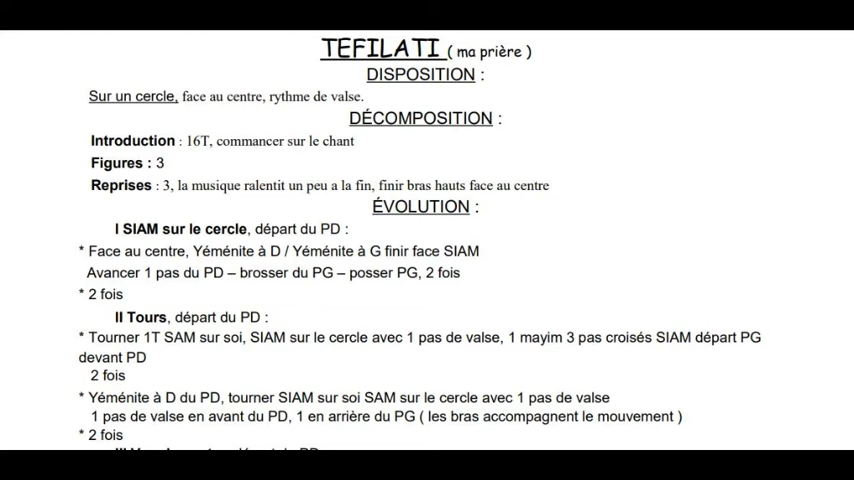 TEFILATI ( ma prière )
DISPOSITION :
Sur un cercle, face au centre, rythme de valse.
DÉCOMPOSITION :
Introduction : 16T, commancer sur le chant
Figures : 3
Reprises : 3, la musique ralentit un peu a la fin, finir bras hauts face au centre
ÉVOLUTION :
I SIAM sur le cercle, départ du PD :
* Face au centre, Yéménite à D / Yéménite à G finir face SIAM
Avancer 1 pas du PD – brosser du PG – posser PG, 2 fois
* 2 fois
II Tours, départ du PD :
* Tourner 1T SAM sur soi, SIAM sur le cercle avec 1 pas de valse, 1 mayim 3 pas croisés SIAM départ PG
devant PD
2 fois
* Yéménite à D du PD, tourner SIAM sur soi SAM sur le cercle avec 1 pas de valse
1 pas de valse en avant du PD, 1 en arrière du PG ( les bras accompagnent le mouvement )
* 2 fois